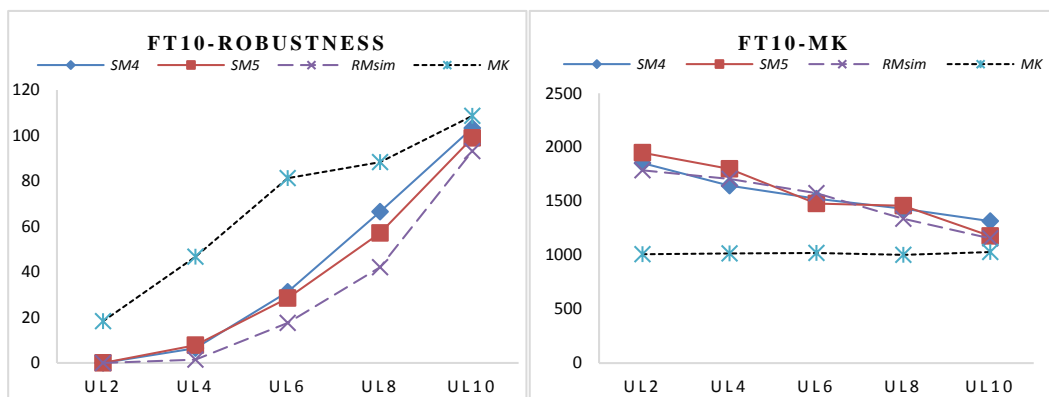 FT10-ROBUSTNESS
SM4 SM5 RMsim MK
120
100
80
60
40
20
0
UL2 UL4 UL6 UL8 UL10
FT10-MK
SM4 SM5 RMsim MK
2500
2000
1500
1000
500
0
UL2 UL4 UL6 UL8 UL10